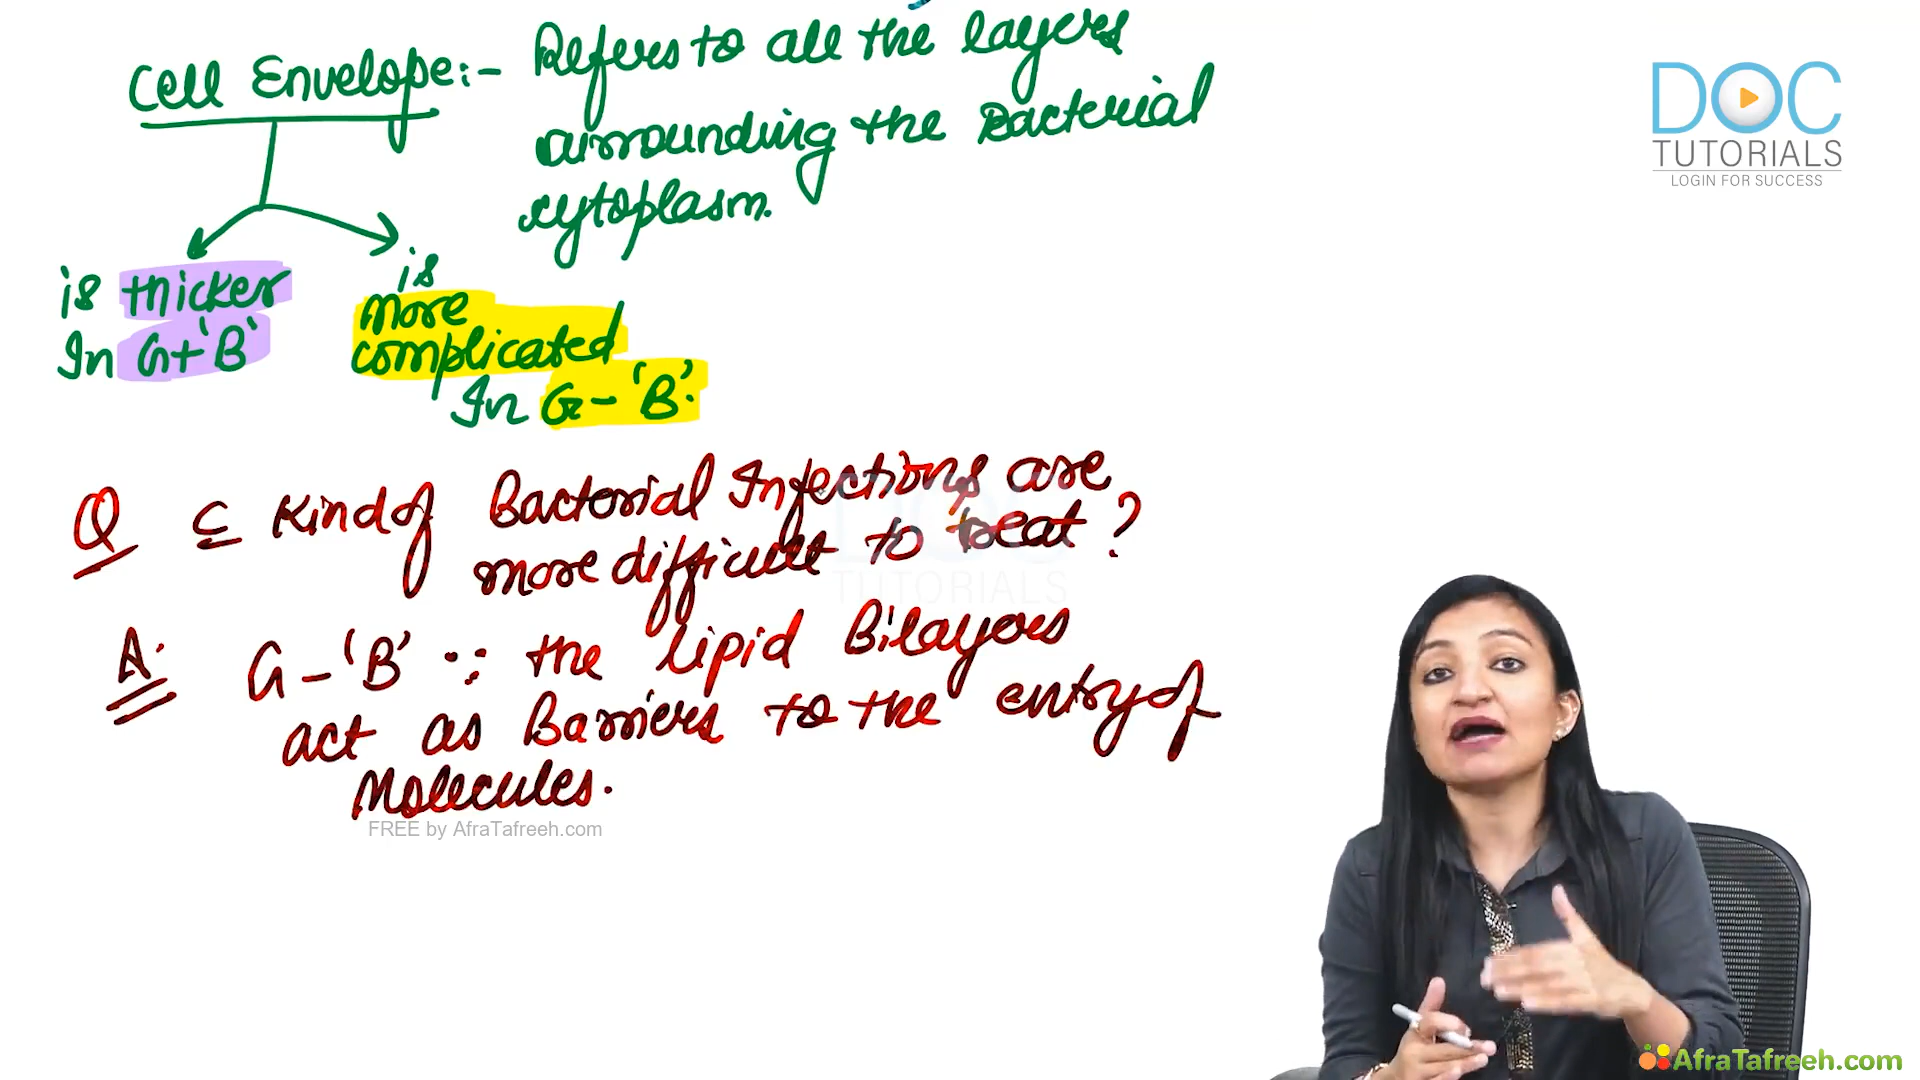 Cell Envelope:- Refers to all the layers
surrounding the Bacterial
cytoplasm.
is thicker
In G+'B'
is
More
complicated
In G-'B'.
Q ⊆ Kind of Bacterial Infections are
more difficult to treat?
A. G-'B' ∵ the lipid Bilayers
act as Barriers to the entry of
Molecules.
FREE by AfraTafreeh.com
DOC
TUTORIALS
LOGIN FOR SUCCESS
DOC
TUTORIALS
AfraTafreeh.com